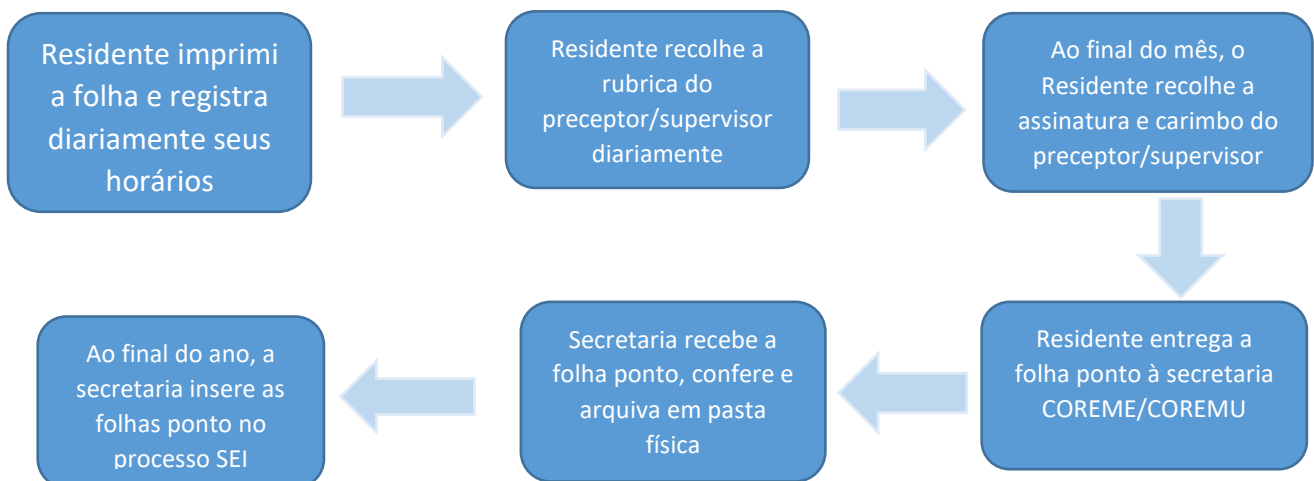 Residente imprimi
a folha e registra
diariamente seus
horários
Residente recolhe a
rubrica do
preceptor/supervisor
diariamente
Ao final do mês, o
Residente recolhe a
assinatura e carimbo do
preceptor/supervisor
Residente entrega a
folha ponto à secretaria
COREME/COREMU
Secretaria recebe a
folha ponto, confere e
arquiva em pasta
física
Ao final do ano, a
secretaria insere as
folhas ponto no
processo SEI